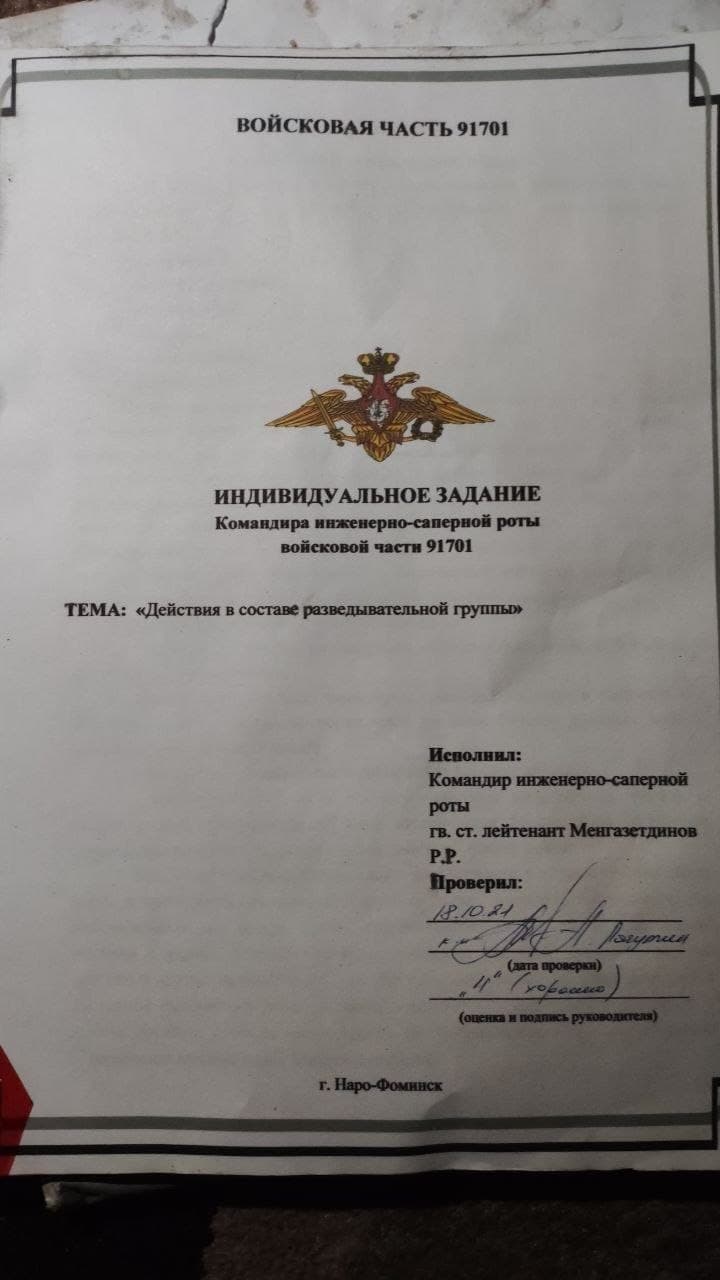 ВОЙСКОВАЯ ЧАСТЬ 91701
ИНДИВИДУАЛЬНОЕ ЗАДАНИЕ
Командира инженерно-саперной роты
войсковой части 91701
ТЕМА: «Действия в составе разведывательной группы»
Исполнил:
Командир инженерно-саперной
роты
гв. ст. лейтенант Менгазетдинов
Р.Р.
Проверил:
18.10.21
(дата проверки)
"4" (хорошо)
(оценка и подпись руководителя)
г. Наро-Фоминск